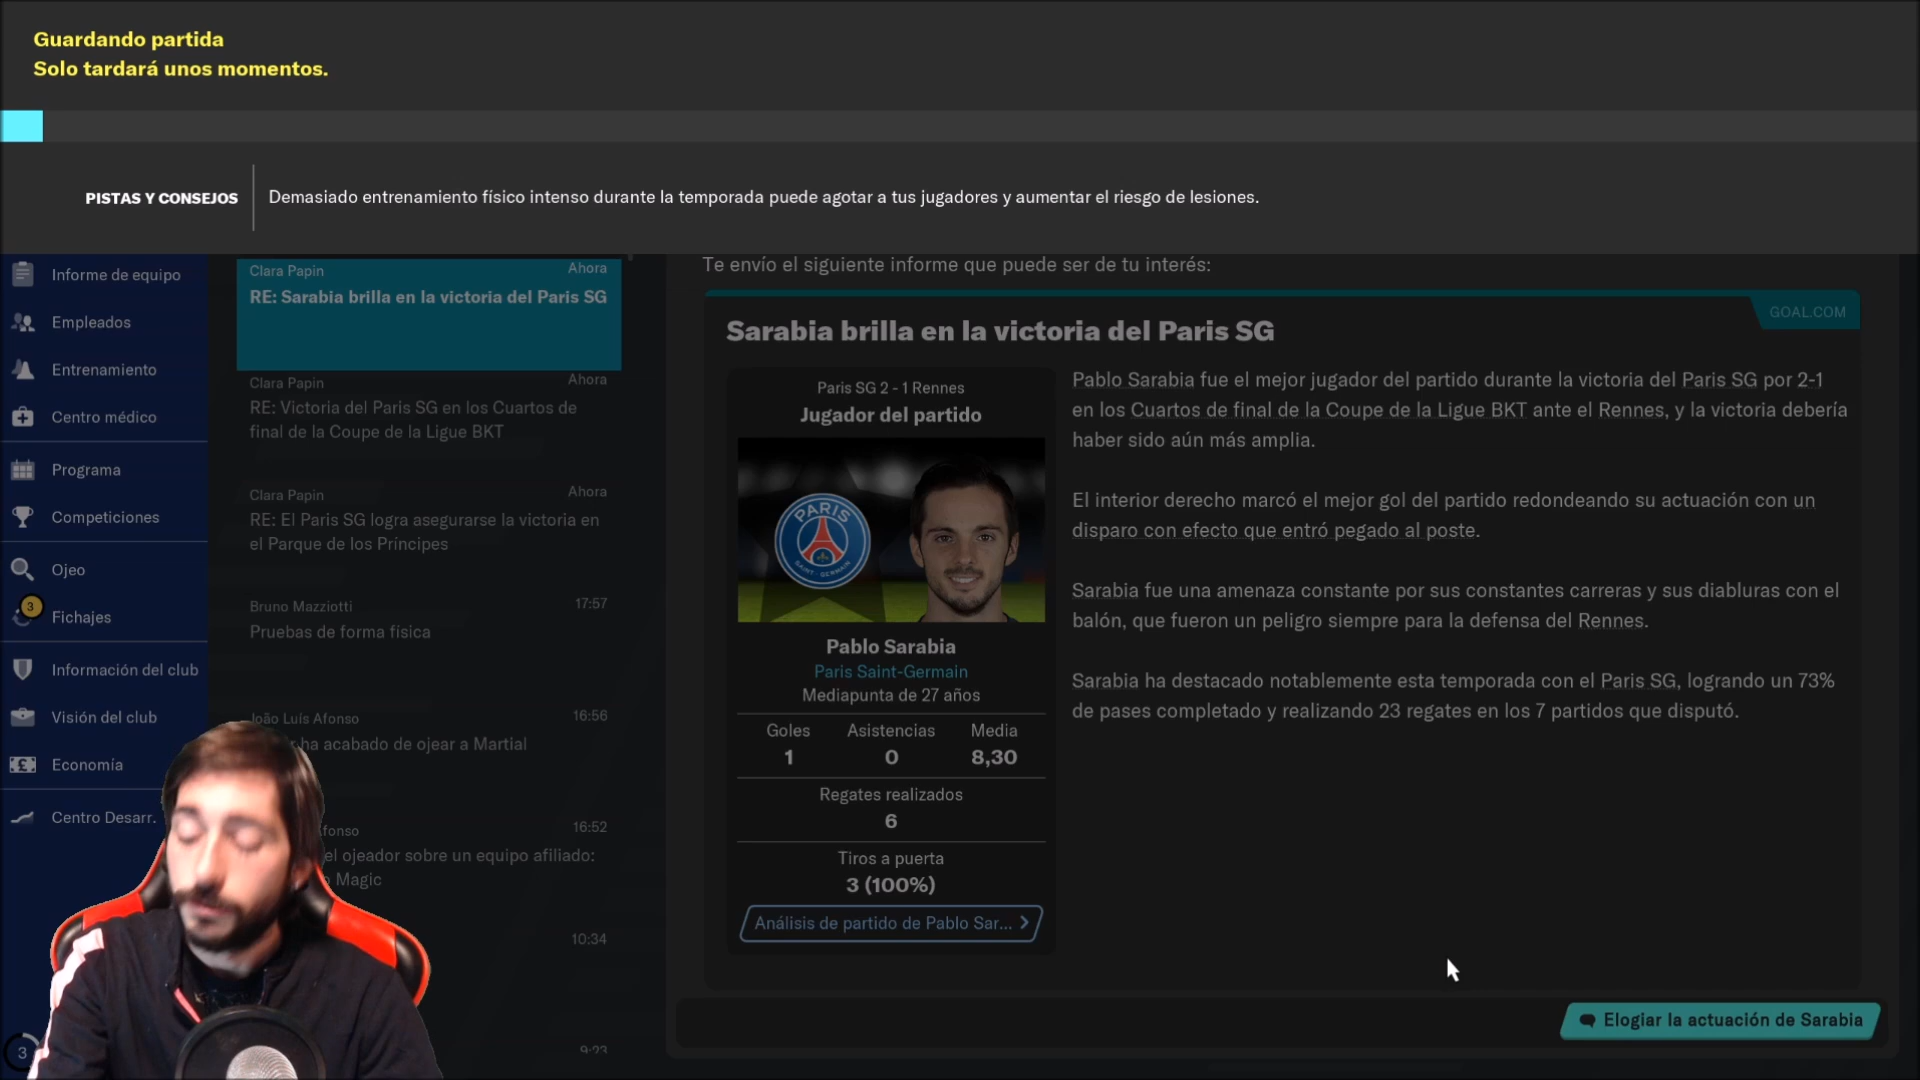 Guardando partida
Solo tardará unos momentos.
PISTAS Y CONSEJOS
Demasiado entrenamiento físico intenso durante la temporada puede agotar a tus jugadores y aumentar el riesgo de lesiones.
Informe de equipo
Empleados
Entrenamiento
Centro médico
Programa
Competiciones
Ojeo
3
Fichajes
Información del club
Visión del club
Economía
Centro Desarr.
3
Clara Papin
Ahora
RE: Sarabia brilla en la victoria del Paris SG
Clara Papin
Ahora
RE: Victoria del Paris SG en los Cuartos de
final de la Coupe de la Ligue BKT
Clara Papin
Ahora
RE: El Paris SG logra asegurarse la victoria en
el Parque de los Príncipes
Bruno Mazziotti
17:57
Pruebas de forma física
João Luís Afonso
16:56
ha acabado de ojear a Martial
fonso
16:52
el ojeador sobre un equipo afiliado:
Magic
10:34
9:23
Te envío el siguiente informe que puede ser de tu interés:
GOAL.COM
Sarabia brilla en la victoria del Paris SG
Paris SG 2 - 1 Rennes
Jugador del partido
PARIS
SAINT-GERMAIN
Pablo Sarabia
Paris Saint-Germain
Mediapunta de 27 años
Goles Asistencias Media
1 0 8,30
Regates realizados
6
Tiros a puerta
3 (100%)
Análisis de partido de Pablo Sar...
Pablo Sarabia fue el mejor jugador del partido durante la victoria del Paris SG por 2-1
en los Cuartos de final de la Coupe de la Ligue BKT ante el Rennes, y la victoria debería
haber sido aún más amplia.
El interior derecho marcó el mejor gol del partido redondeando su actuación con un
disparo con efecto que entró pegado al poste.
Sarabia fue una amenaza constante por sus constantes carreras y sus diabluras con el
balón, que fueron un peligro siempre para la defensa del Rennes.
Sarabia ha destacado notablemente esta temporada con el Paris SG, logrando un 73%
de pases completado y realizando 23 regates en los 7 partidos que disputó.
Elogiar la actuación de Sarabia